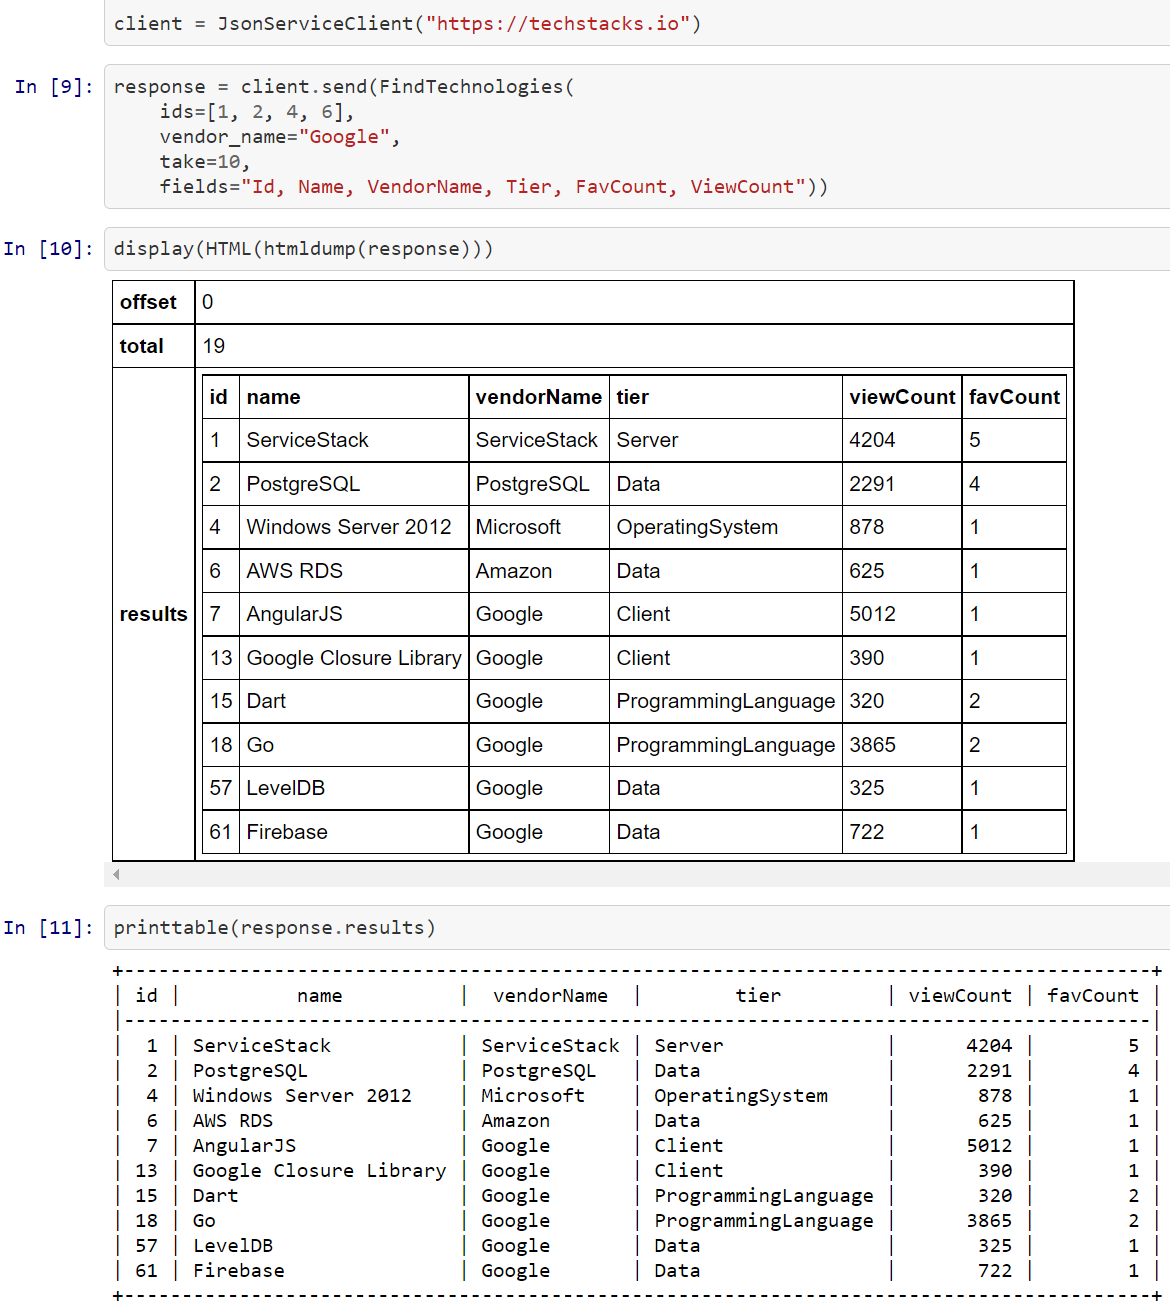 client = JsonServiceClient("https://techstacks.io")
In [9]: response = client.send(FindTechnologies(
    ids=[1, 2, 4, 6],
    vendor_name="Google",
    take=10,
    fields="Id, Name, VendorName, Tier, FavCount, ViewCount"))
In [10]: display(HTML(htmldump(response)))
offset 0
total 19
results
id name vendorName tier viewCount favCount
1 ServiceStack ServiceStack Server 4204 5
2 PostgreSQL PostgreSQL Data 2291 4
4 Windows Server 2012 Microsoft OperatingSystem 878 1
6 AWS RDS Amazon Data 625 1
7 AngularJS Google Client 5012 1
13 Google Closure Library Google Client 390 1
15 Dart Google ProgrammingLanguage 320 2
18 Go Google ProgrammingLanguage 3865 2
57 LevelDB Google Data 325 1
61 Firebase Google Data 722 1
In [11]: printtable(response.results)
+-----------------------------------------------------------------------------------------+
| id |          name          |  vendorName  |        tier         | viewCount | favCount |
|-----------------------------------------------------------------------------------------|
|  1 | ServiceStack           | ServiceStack | Server              |      4204 |        5 |
|  2 | PostgreSQL             | PostgreSQL   | Data                |      2291 |        4 |
|  4 | Windows Server 2012    | Microsoft    | OperatingSystem     |       878 |        1 |
|  6 | AWS RDS                | Amazon       | Data                |       625 |        1 |
|  7 | AngularJS              | Google       | Client              |      5012 |        1 |
| 13 | Google Closure Library | Google       | Client              |       390 |        1 |
| 15 | Dart                   | Google       | ProgrammingLanguage |       320 |        2 |
| 18 | Go                     | Google       | ProgrammingLanguage |      3865 |        2 |
| 57 | LevelDB                | Google       | Data                |       325 |        1 |
| 61 | Firebase               | Google       | Data                |       722 |        1 |
+-----------------------------------------------------------------------------------------+